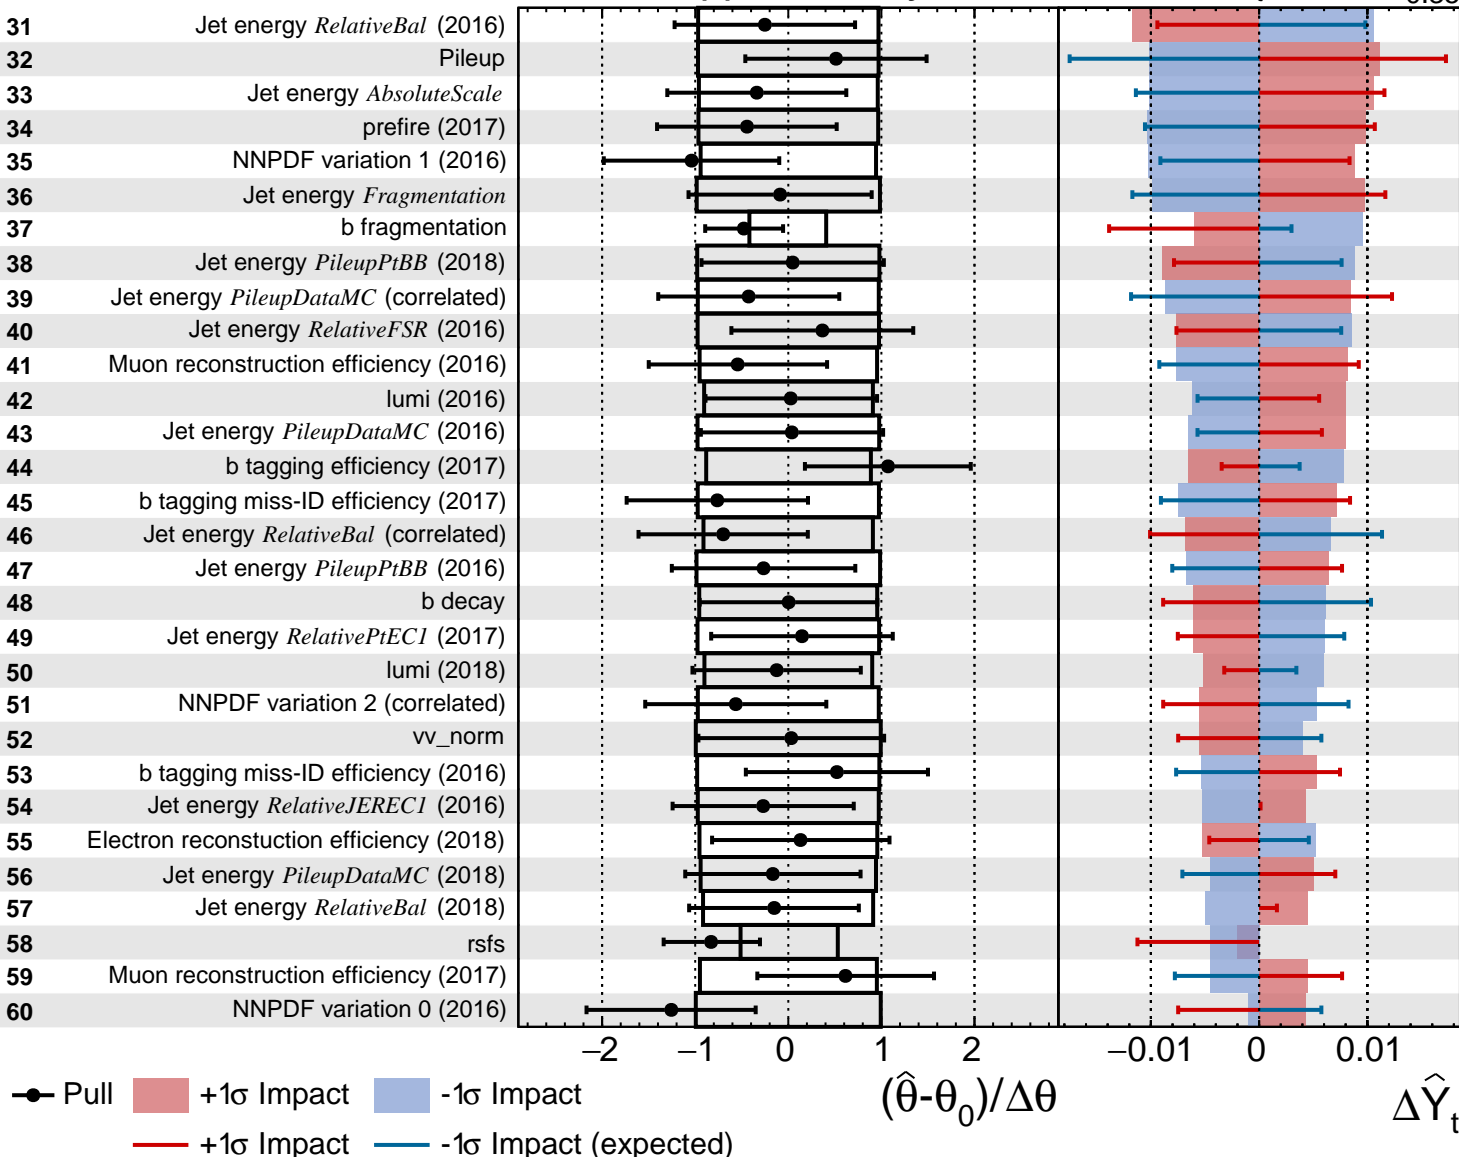 31 Jet energy RelativeBal (2016)
32 Pileup
33 Jet energy AbsoluteScale
34 prefire (2017)
35 NNPDF variation 1 (2016)
36 Jet energy Fragmentation
37 b fragmentation
38 Jet energy PileupPtBB (2018)
39 Jet energy PileupDataMC (correlated)
40 Jet energy RelativeFSR (2016)
41 Muon reconstruction efficiency (2016)
42 lumi (2016)
43 Jet energy PileupDataMC (2016)
44 b tagging efficiency (2017)
45 b tagging miss-ID efficiency (2017)
46 Jet energy RelativeBal (correlated)
47 Jet energy PileupPtBB (2016)
48 b decay
49 Jet energy RelativePtEC1 (2017)
50 lumi (2018)
51 NNPDF variation 2 (correlated)
52 vv_norm
53 b tagging miss-ID efficiency (2016)
54 Jet energy RelativeJEREC1 (2016)
55 Electron reconstuction efficiency (2018)
56 Jet energy PileupDataMC (2018)
57 Jet energy RelativeBal (2018)
58 rsfs
59 Muon reconstruction efficiency (2017)
60 NNPDF variation 0 (2016)
−2 −1 0 1 2 −0.01 0 0.01
Pull +1σ Impact -1σ Impact (θ̂-θ₀)/Δθ ΔŶₜ
+1σ Impact -1σ Impact (expected)